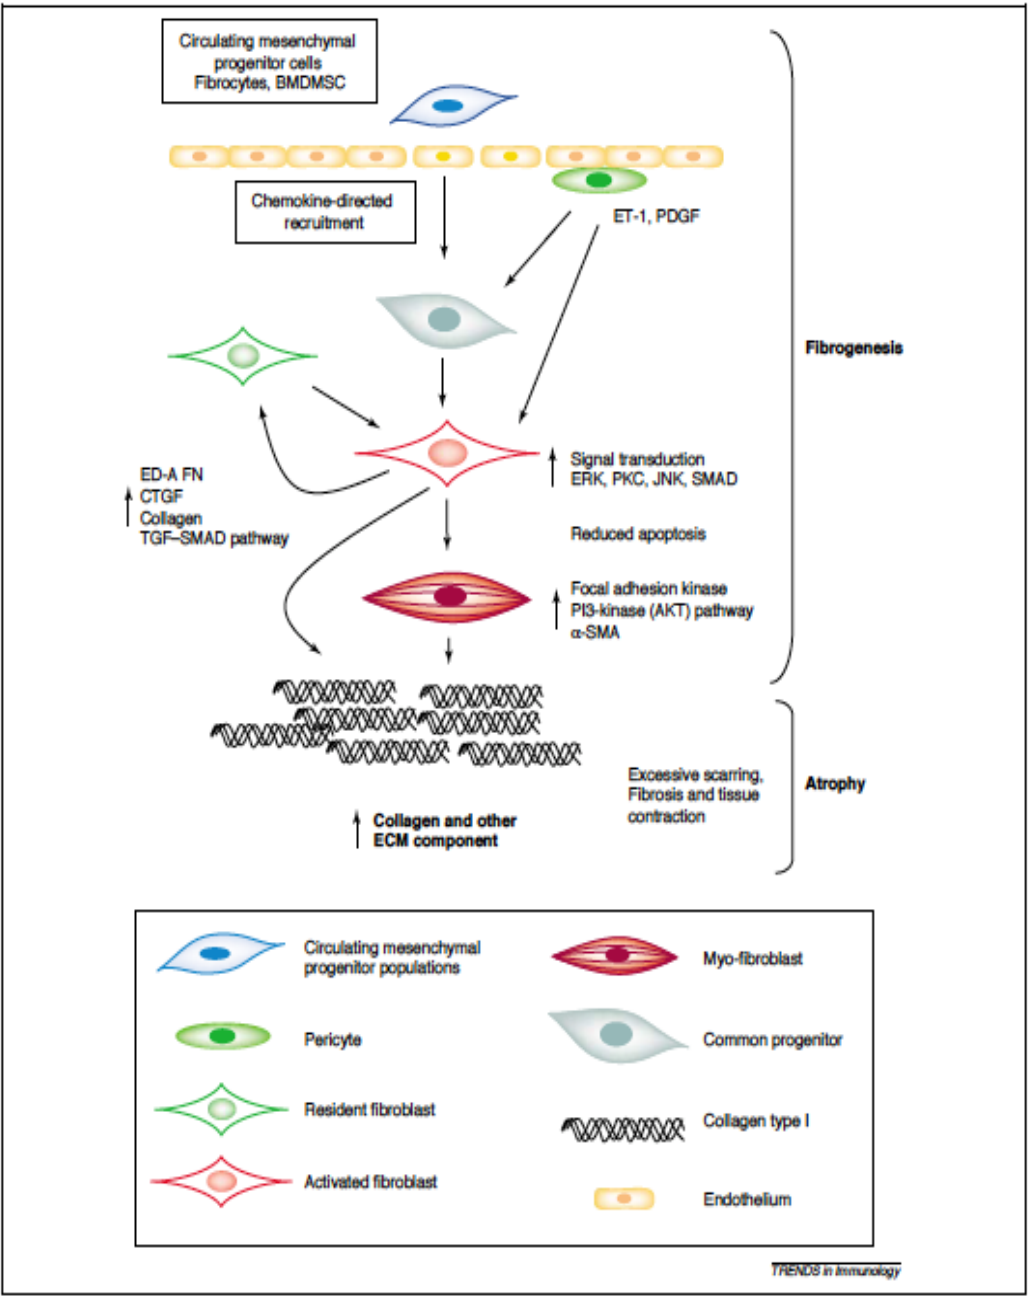 Circulating mesenchymal
progenitor cells
Fibrocytes, BMDMSC
Chemokine-directed
recruitment
ET-1, PDGF
Fibrogenesis
ED-A FN
CTGF
Collagen
TGF–SMAD pathway
Signal transduction
ERK, PKC, JNK, SMAD
Reduced apoptosis
Focal adhesion kinase
PI3-kinase (AKT) pathway
α-SMA
Excessive scarring,
Fibrosis and tissue
contraction
Atrophy
Collagen and other
ECM component
Circulating mesenchymal
progenitor populations
Pericyte
Resident fibroblast
Activated fibroblast
Myo-fibroblast
Common progenitor
Collagen type I
Endothelium
TRENDS in Immunology